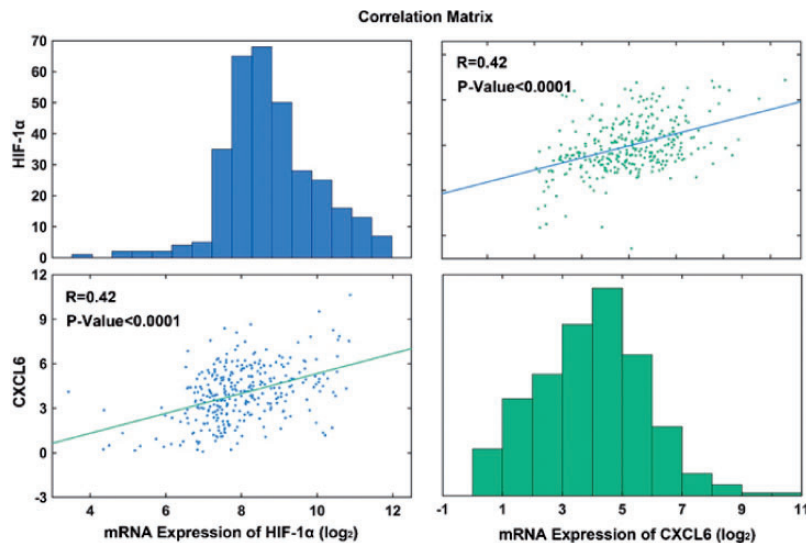 Correlation Matrix
70
60
50
40
30
20
10
0
HIF-1α
R=0.42
P-Value<0.0001
12
9
6
3
0
-3
CXCL6
R=0.42
P-Value<0.0001
4 6 8 10 12
mRNA Expression of HIF-1α (log₂)
-1 1 3 5 7 9 11
mRNA Expression of CXCL6 (log₂)